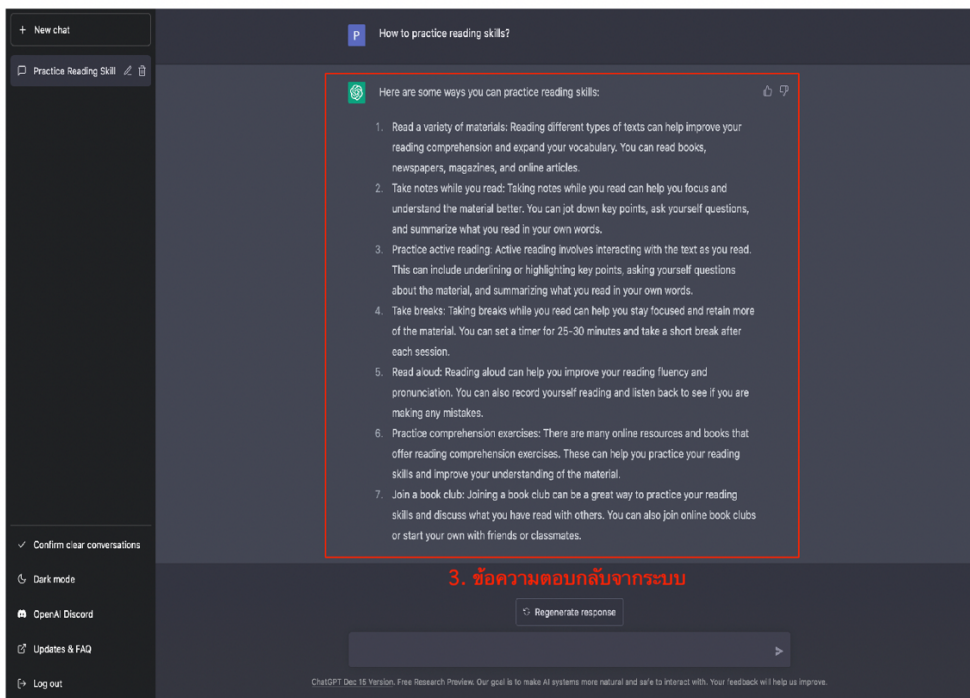 + New chat
Practice Reading Skill
Confirm clear conversations
Dark mode
OpenAI Discord
Updates & FAQ
Log out
P How to practice reading skills?
Here are some ways you can practice reading skills:
1. Read a variety of materials: Reading different types of texts can help improve your
reading comprehension and expand your vocabulary. You can read books,
newspapers, magazines, and online articles.
2. Take notes while you read: Taking notes while you read can help you focus and
understand the material better. You can jot down key points, ask yourself questions,
and summarize what you read in your own words.
3. Practice active reading: Active reading involves interacting with the text as you read.
This can include underlining or highlighting key points, asking yourself questions
about the material, and summarizing what you read in your own words.
4. Take breaks: Taking breaks while you read can help you stay focused and retain more
of the material. You can set a timer for 25-30 minutes and take a short break after
each session.
5. Read aloud: Reading aloud can help you improve your reading fluency and
pronunciation. You can also record yourself reading and listen back to see if you are
making any mistakes.
6. Practice comprehension exercises: There are many online resources and books that
offer reading comprehension exercises. These can help you practice your reading
skills and improve your understanding of the material.
7. Join a book club: Joining a book club can be a great way to practice your reading
skills and discuss what you have read with others. You can also join online book clubs
or start your own with friends or classmates.
3. ข้อความตอบกลับจากระบบ
Regenerate response
ChatGPT Dec 15 Version. Free Research Preview. Our goal is to make AI systems more natural and safe to interact with. Your feedback will help us improve.